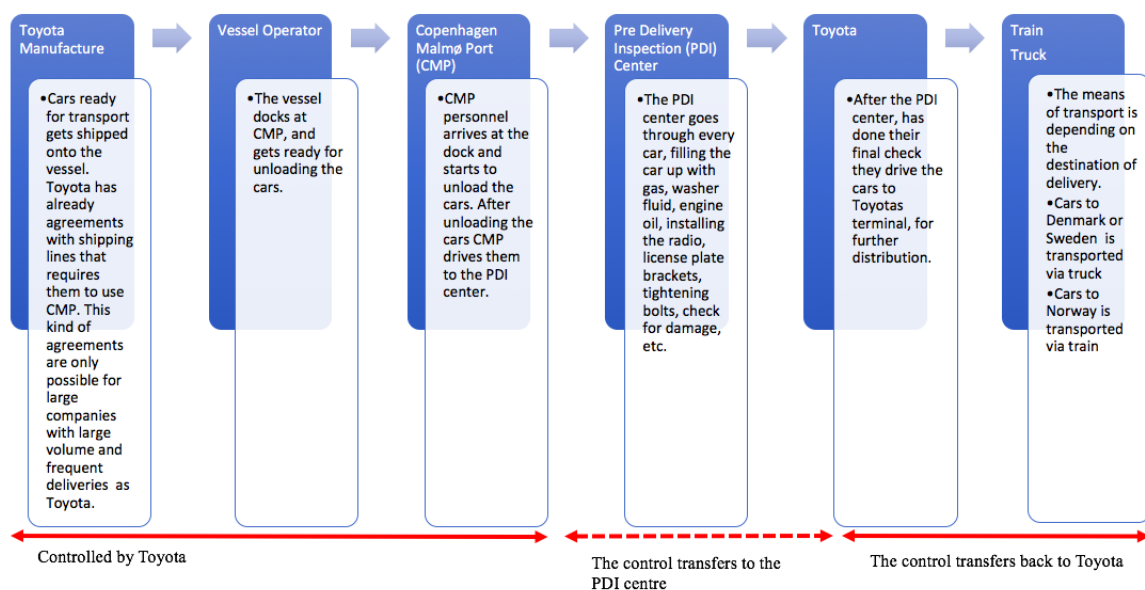 Toyota
Manufacture
•Cars ready
for transport
gets shipped
onto the
vessel.
Toyota has
already
agreements
with shipping
lines that
requires
them to use
CMP. This
kind of
agreements
are only
possible for
large
companies
with large
volume and
frequent
deliveries as
Toyota.
Vessel Operator
•The vessel
docks at
CMP, and
gets ready for
unloading the
cars.
Copenhagen
Malmø Port
(CMP)
•CMP
personnel
arrives at the
dock and
starts to
unload the
cars. After
unloading the
cars CMP
drives them
to the PDI
center.
Pre Delivery
Inspection (PDI)
Center
•The PDI
center goes
through every
car, filling the
car up with
gas, washer
fluid, engine
oil, installing
the radio,
license plate
brackets,
tightening
bolts, check
for damage,
etc.
Toyota
•After the PDI
center, has
done their
final check
they drive the
cars to
Toyotas
terminal, for
further
distribution.
Train
Truck
•The means
of transport is
depending on
the
destination of
delivery.
•Cars to
Denmark or
Sweden is
transported
via truck
•Cars to
Norway is
transported
via train
Controlled by Toyota
The control transfers to the
PDI centre
The control transfers back to Toyota